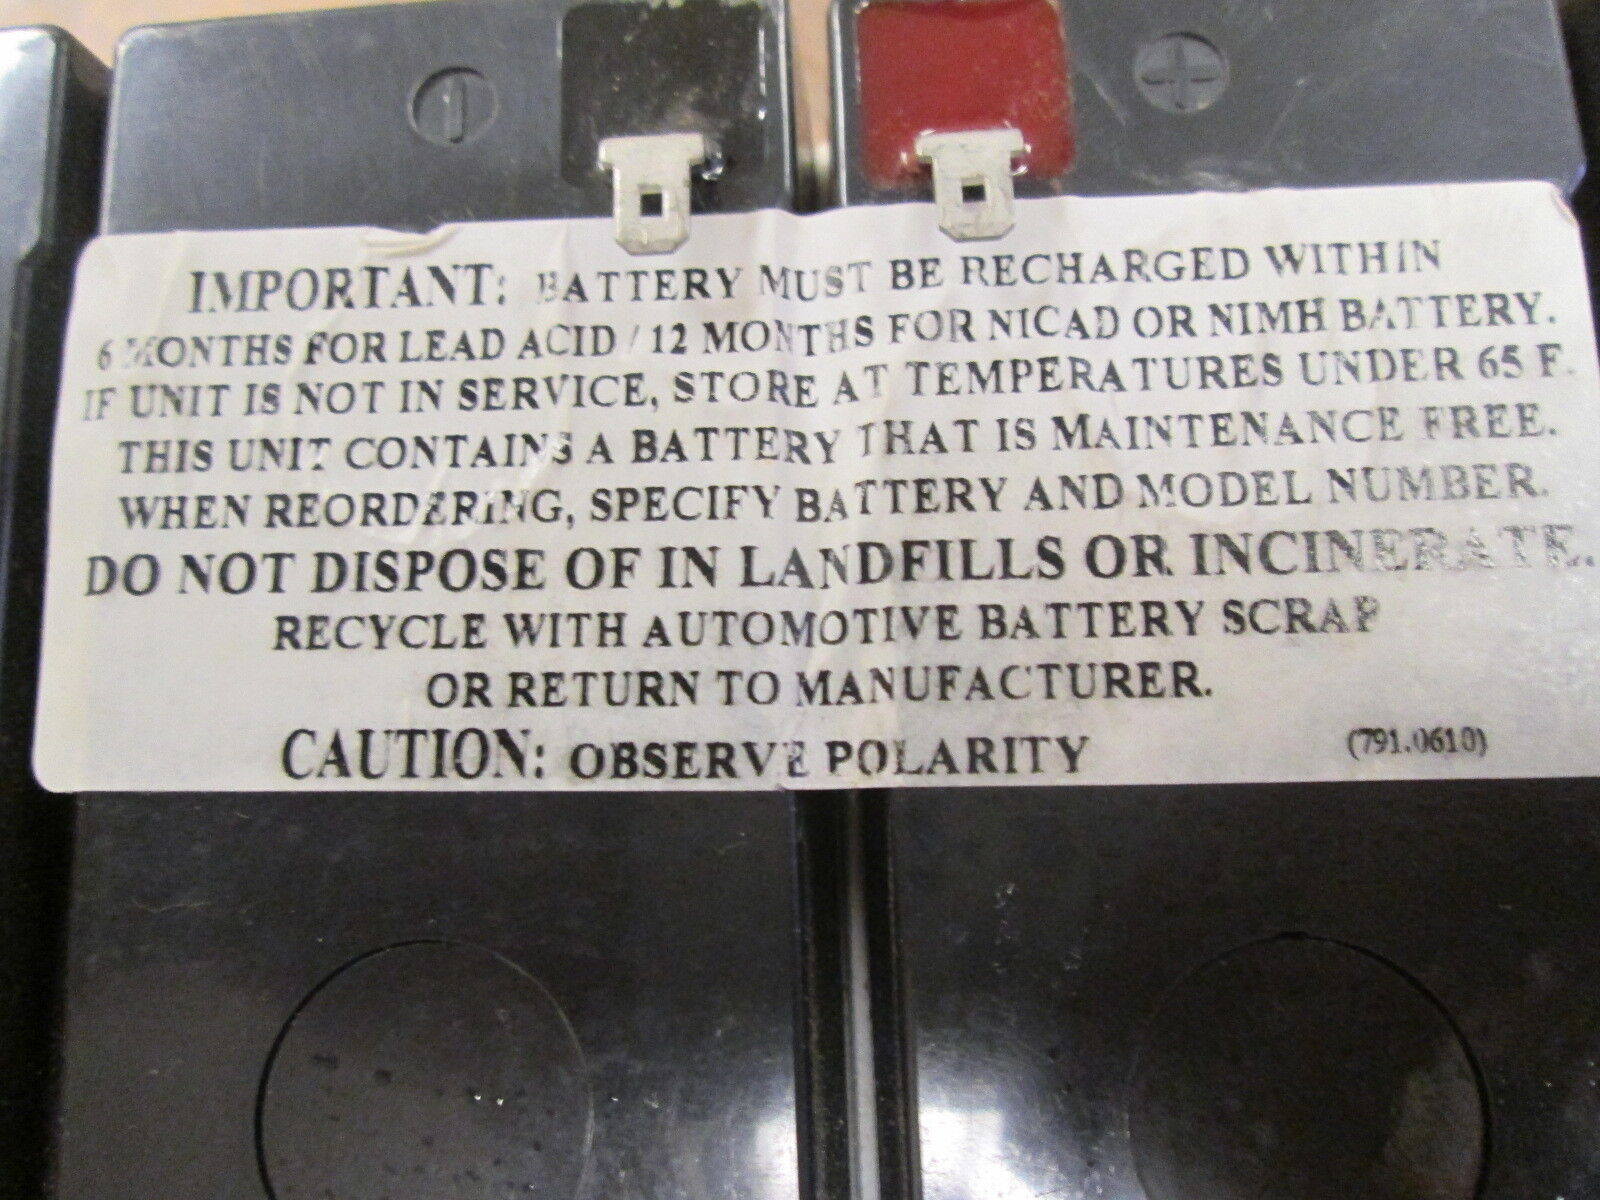 IMPORTANT: BATTERY MUST BE RECHARGED WITHIN
6 MONTHS FOR LEAD ACID / 12 MONTHS FOR NICAD OR NIMH BATTERY.
IF UNIT IS NOT IN SERVICE, STORE AT TEMPERATURES UNDER 65 F.
THIS UNIT CONTAINS A BATTERY THAT IS MAINTENANCE FREE.
WHEN REORDERING, SPECIFY BATTERY AND MODEL NUMBER.
DO NOT DISPOSE OF IN LANDFILLS OR INCINERATE.
RECYCLE WITH AUTOMOTIVE BATTERY SCRAP
OR RETURN TO MANUFACTURER.
CAUTION: OBSERVE POLARITY (791.0610)